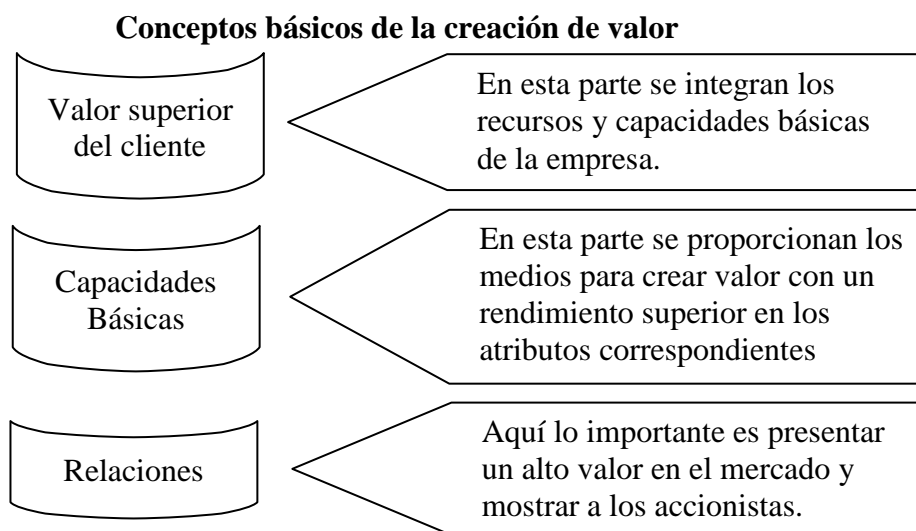 Conceptos básicos de la creación de valor
Valor superior
del cliente
En esta parte se integran los
recursos y capacidades básicas
de la empresa.
Capacidades
Básicas
En esta parte se proporcionan los
medios para crear valor con un
rendimiento superior en los
atributos correspondientes
Relaciones
Aquí lo importante es presentar
un alto valor en el mercado y
mostrar a los accionistas.